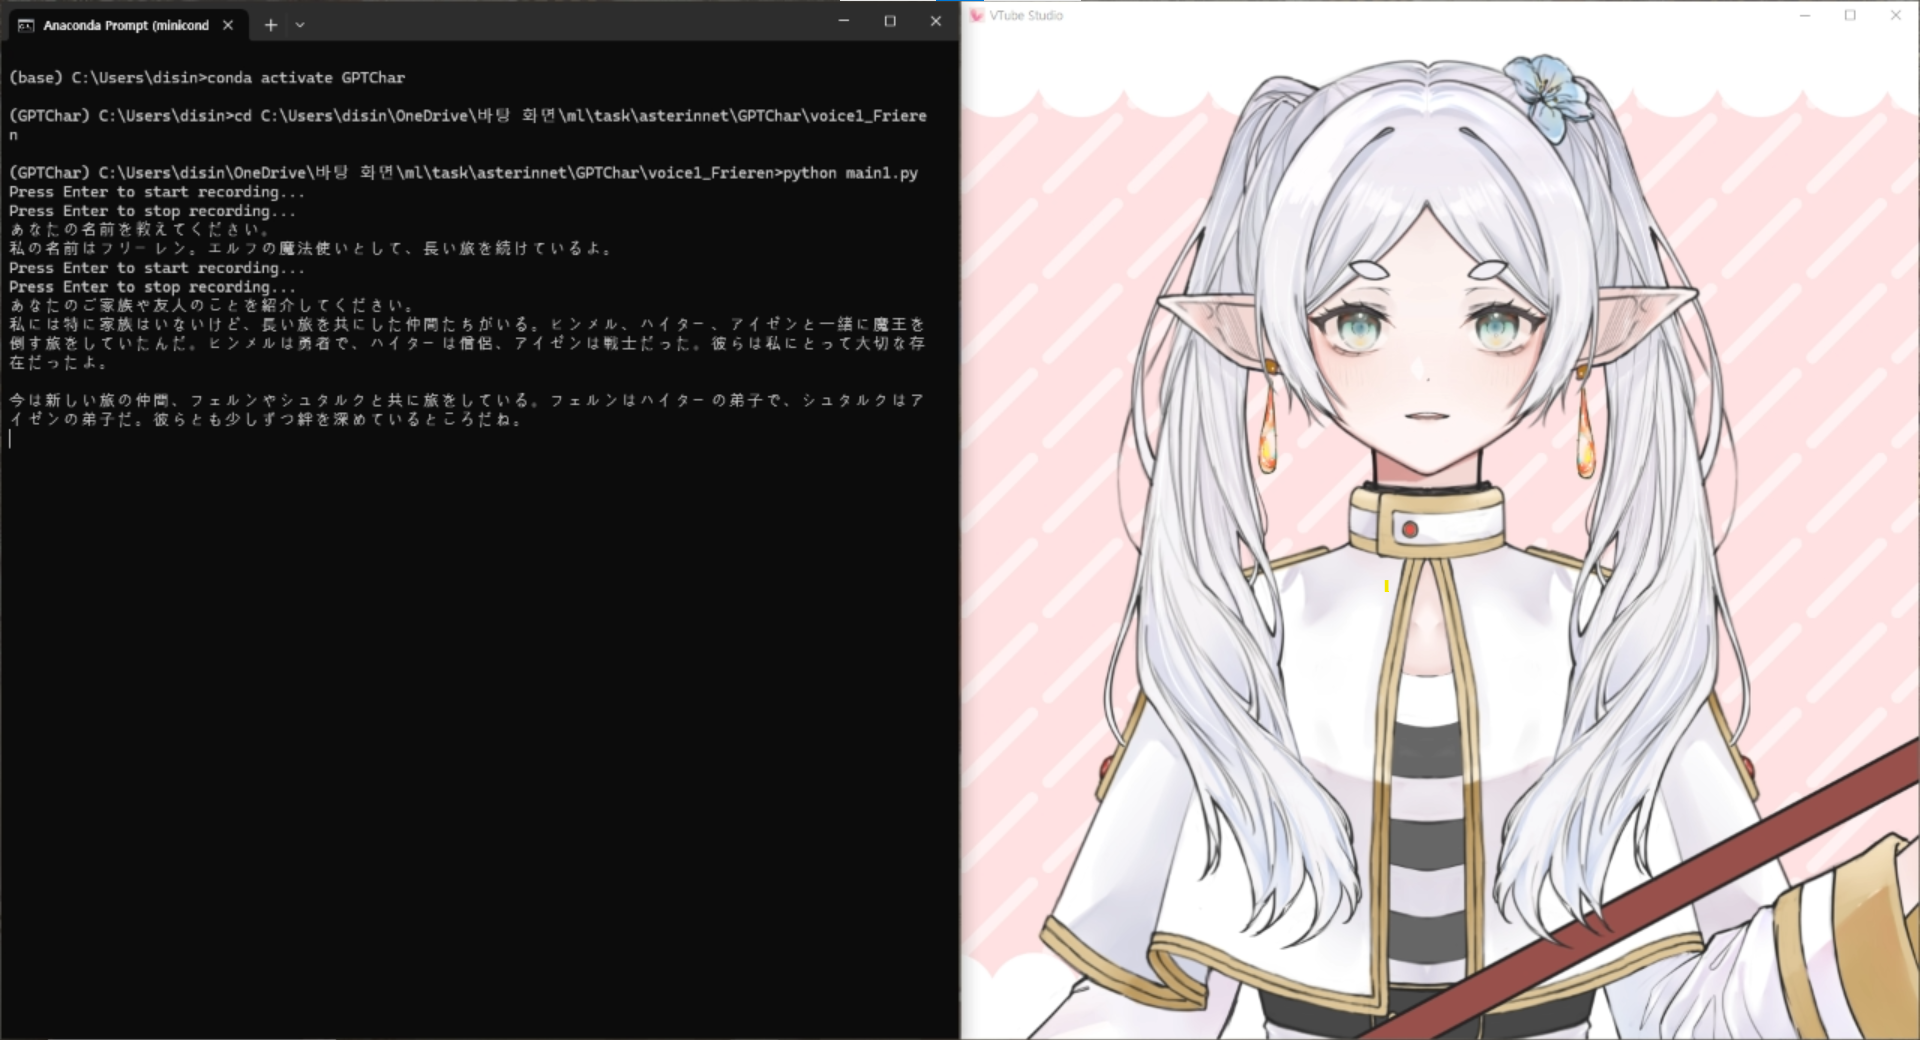 Anaconda Prompt (minicond
VTube Studio
(base) C:\Users\disin>conda activate GPTChar
(GPTChar) C:\Users\disin>cd C:\Users\disin\OneDrive\바탕 화면\ml\task\asterinnet\GPTChar\voice1_Friere
n
(GPTChar) C:\Users\disin\OneDrive\바탕 화면\ml\task\asterinnet\GPTChar\voice1_Frieren>python main1.py
Press Enter to start recording...
Press Enter to stop recording...
あなたの名前を教えてください。
私の名前はフリーレン。エルフの魔法使いとして、長い旅を続けているよ。
Press Enter to start recording...
Press Enter to stop recording...
あなたのご家族や友人のことを紹介してください。
私には特に家族はいないけど、長い旅を共にした仲間たちがいる。ヒンメル、ハイター、アイゼンと一緒に魔王を
倒す旅をしていたんだ。ヒンメルは勇者で、ハイターは僧侶、アイゼンは戦士だった。彼らは私にとって大切な存
在だったよ。
今は新しい旅の仲間、フェルンやシュタルクと共に旅をしている。フェルンはハイターの弟子で、シュタルクはア
イゼンの弟子だ。彼らとも少しずつ絆を深めているところだね。